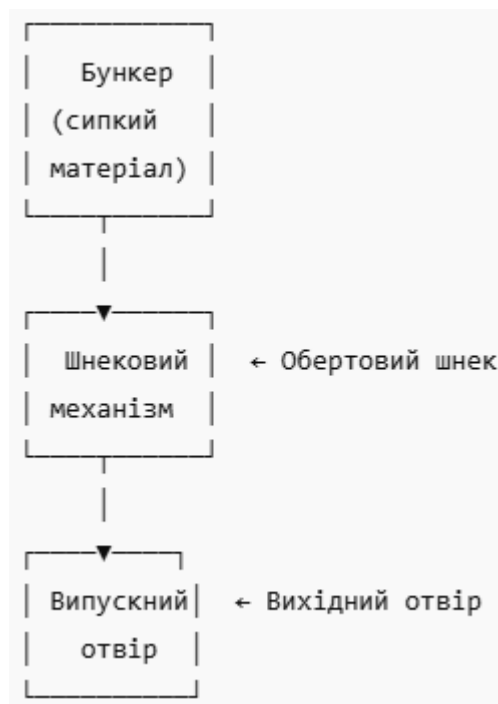 Бункер
(сипкий
матеріал)
Шнековий ← Обертовий шнек
механізм
Випускний ← Вихідний отвір
отвір